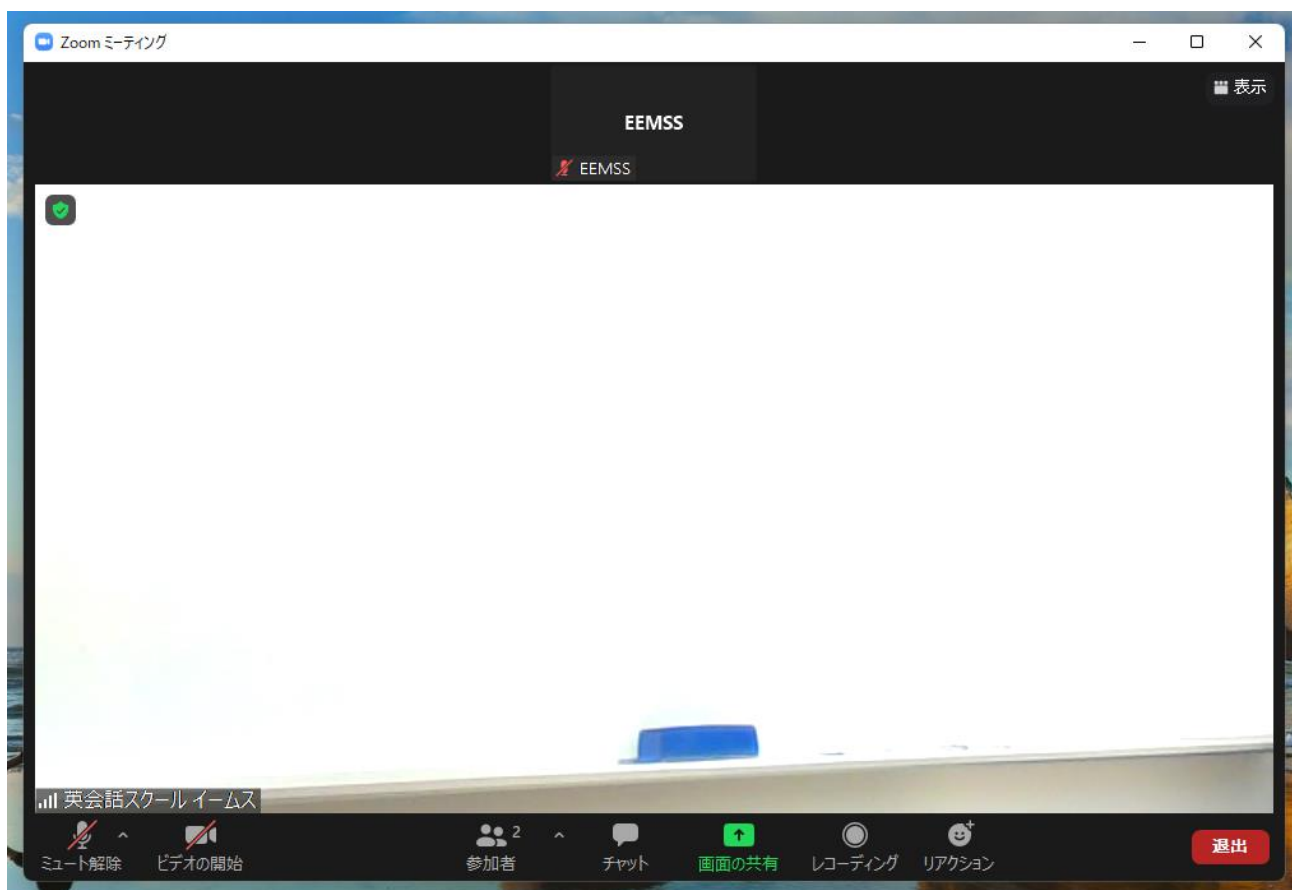 Zoom ミーティング
表示
EEMSS
EEMSS
英会話スクール イームス
ミュート解除
ビデオの開始
2
参加者
チャット
画面の共有
レコーディング
リアクション
退出